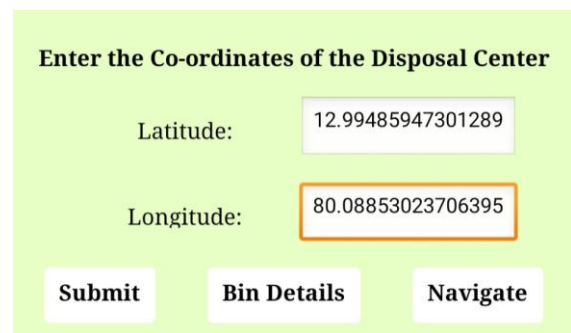 Enter the Co-ordinates of the Disposal Center
Latitude: 12.99485947301289
Longitude: 80.08853023706395
Submit Bin Details Navigate